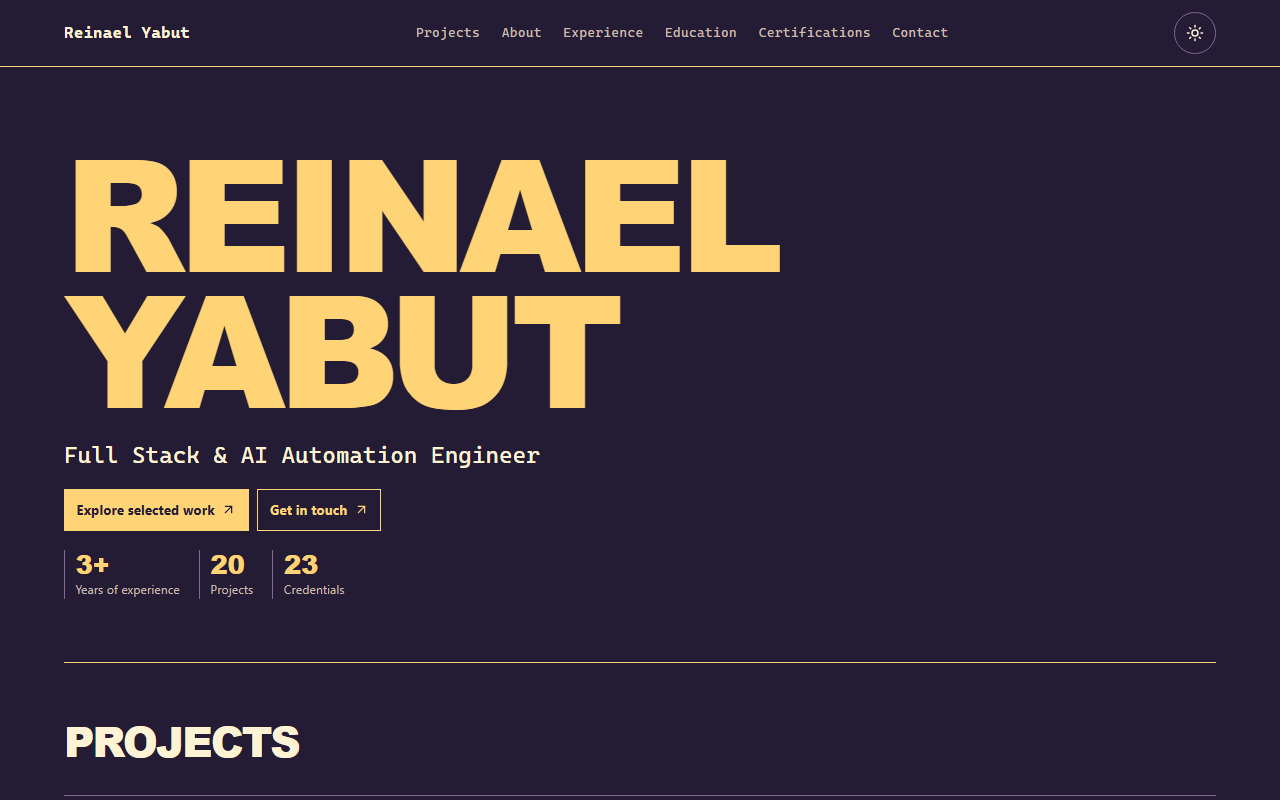 Reinael Yabut
Projects About Experience Education Certifications Contact
REINAEL
YABUT
Full Stack & AI Automation Engineer
Explore selected work Get in touch
3+ 20 23
Years of experience Projects Credentials
PROJECTS